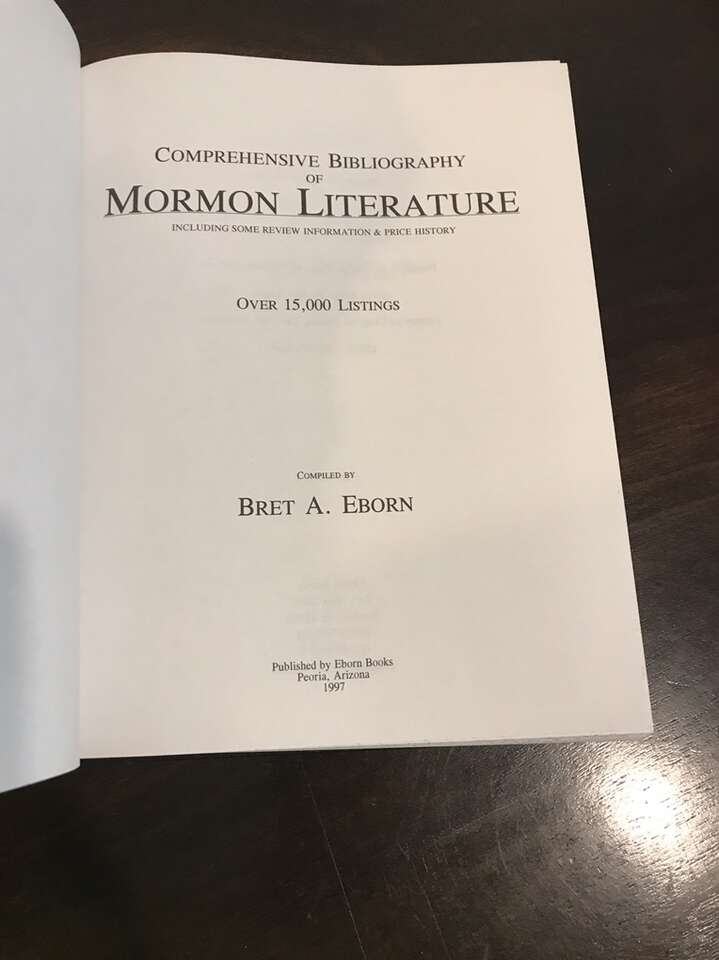 COMPREHENSIVE BIBLIOGRAPHY
OF
MORMON LITERATURE
INCLUDING SOME REVIEW INFORMATION & PRICE HISTORY
OVER 15,000 LISTINGS
COMPILED BY
BRET A. EBORN
Published by Eborn Books
Peoria, Arizona
1997